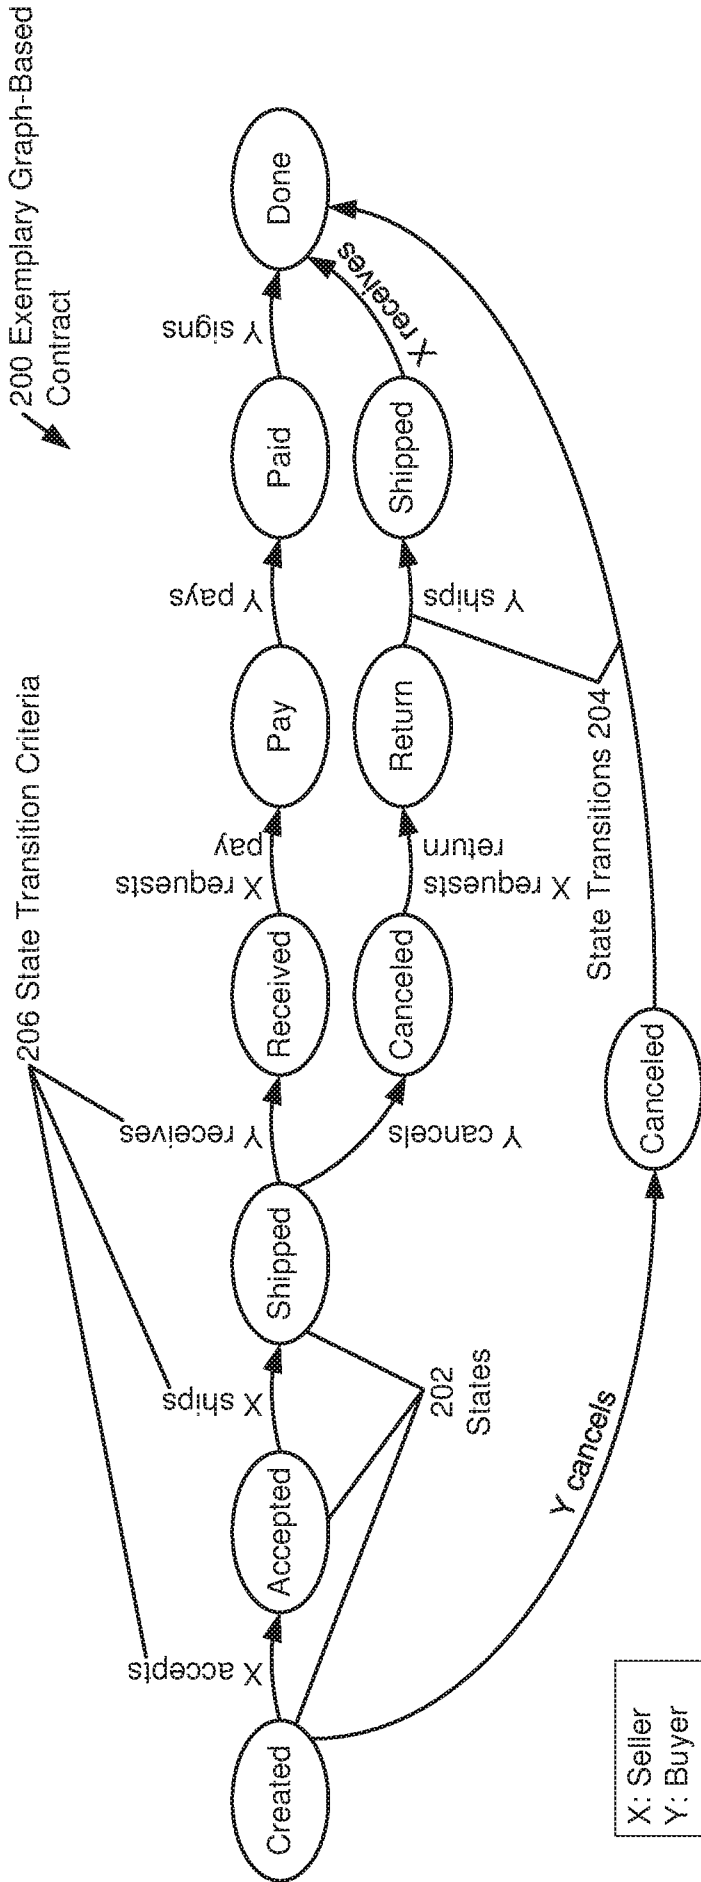 200 Exemplary Graph-Based
Contract
206 State Transition Criteria
X accepts
X ships
Y receives
X requests
pay
Y pays
Y signs
Created
Accepted
Shipped
Received
Pay
Paid
Done
Y cancels
Canceled
X requests
return
Return
Y ships
Shipped
X receives
202
States
State Transitions 204
Y cancels
Canceled
X: Seller
Y: Buyer